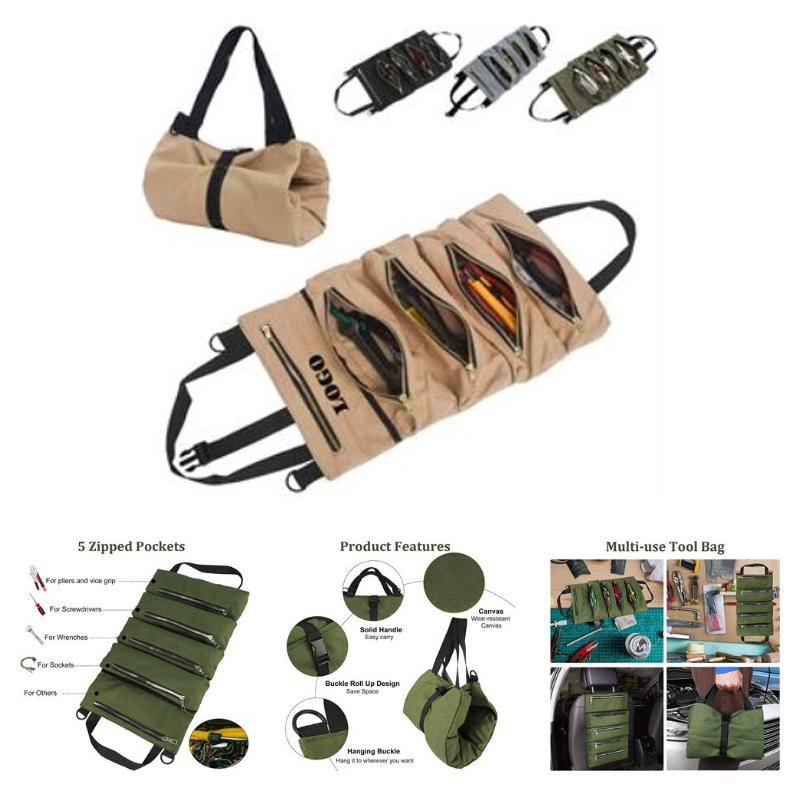 LOGO
5 Zipped Pockets
Product Features
Multi-use Tool Bag
For pliers and vice grip
For Screwdrivers
For Wrenches
For Sockets
For Others
Solid Handle
Easy carry
Canvas
Wear-resistant
Canvas
Buckle Roll Up Design
Save Space
Hanging Buckle
Hang it to wherever you want